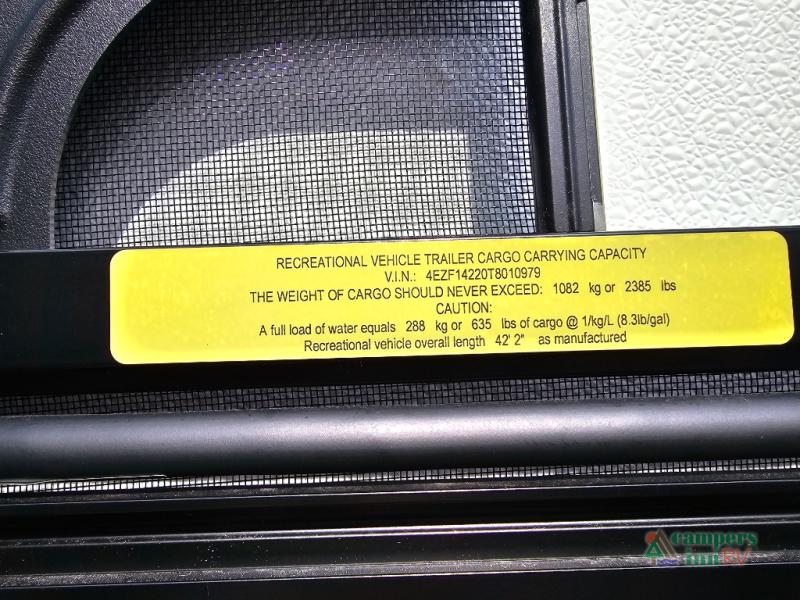 RECREATIONAL VEHICLE TRAILER CARGO CARRYING CAPACITY
V.I.N.: 4EZF14220T8010979
THE WEIGHT OF CARGO SHOULD NEVER EXCEED: 1082 kg or 2385 lbs
CAUTION:
A full load of water equals 288 kg or 635 lbs of cargo @ 1/kg/L (8.3lb/gal)
Recreational vehicle overall length 42' 2" as manufactured
campers
inn RV